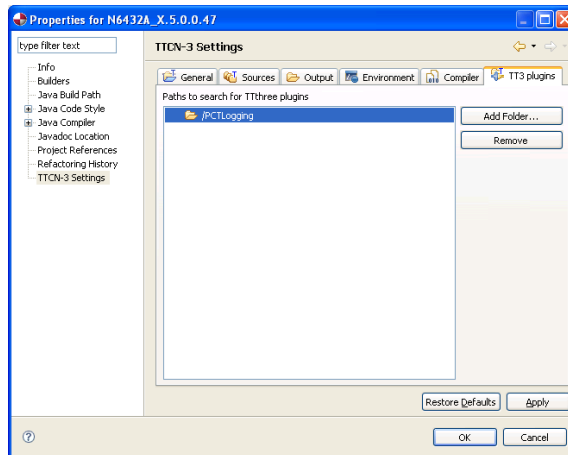 Properties for N6432A_X.5.0.0.47
type filter text
TTCN-3 Settings
Info
Builders
Java Build Path
Java Code Style
Java Compiler
Javadoc Location
Project References
Refactoring History
TTCN-3 Settings
General Sources Output Environment Compiler TT3 plugins
Paths to search for TTthree plugins
/PCTLogging
Add Folder...
Remove
Restore Defaults Apply
?
OK Cancel